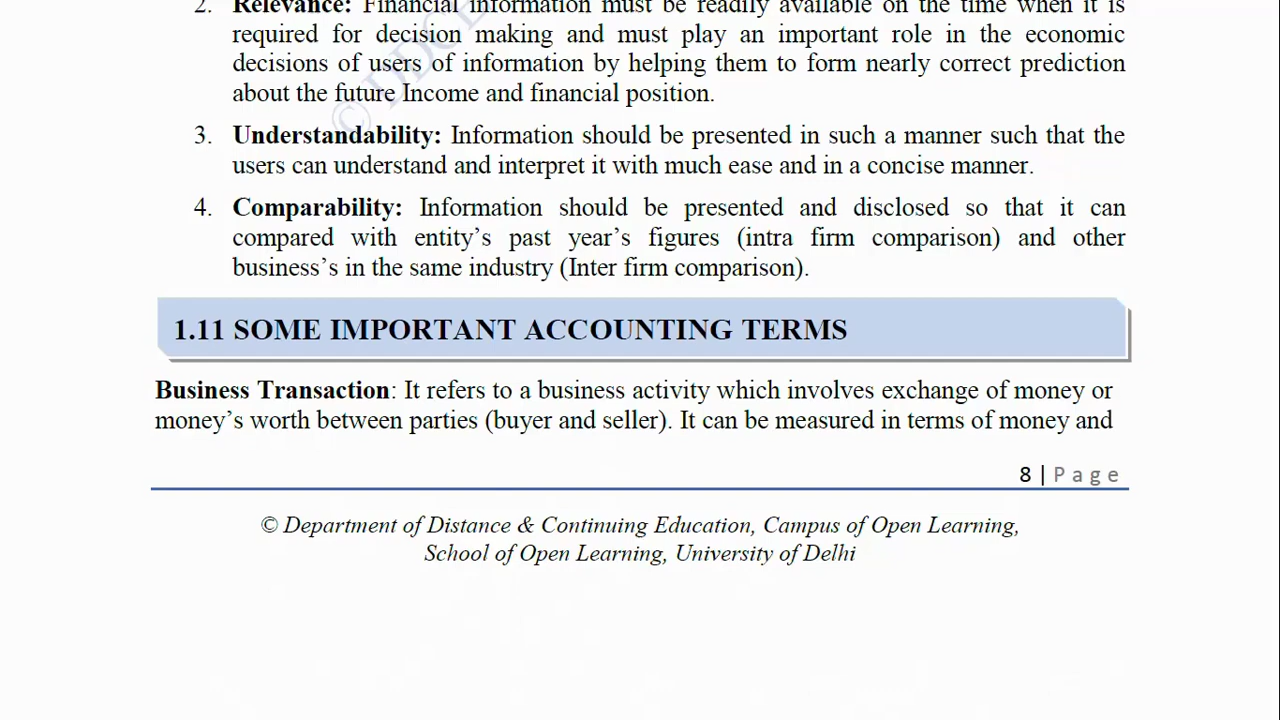 2. Relevance: Financial information must be readily available on the time when it is
required for decision making and must play an important role in the economic
decisions of users of information by helping them to form nearly correct prediction
about the future Income and financial position.
3. Understandability: Information should be presented in such a manner such that the
users can understand and interpret it with much ease and in a concise manner.
4. Comparability: Information should be presented and disclosed so that it can
compared with entity’s past year’s figures (intra firm comparison) and other
business’s in the same industry (Inter firm comparison).
1.11 SOME IMPORTANT ACCOUNTING TERMS
Business Transaction: It refers to a business activity which involves exchange of money or
money’s worth between parties (buyer and seller). It can be measured in terms of money and
8 | Page
© Department of Distance & Continuing Education, Campus of Open Learning,
School of Open Learning, University of Delhi